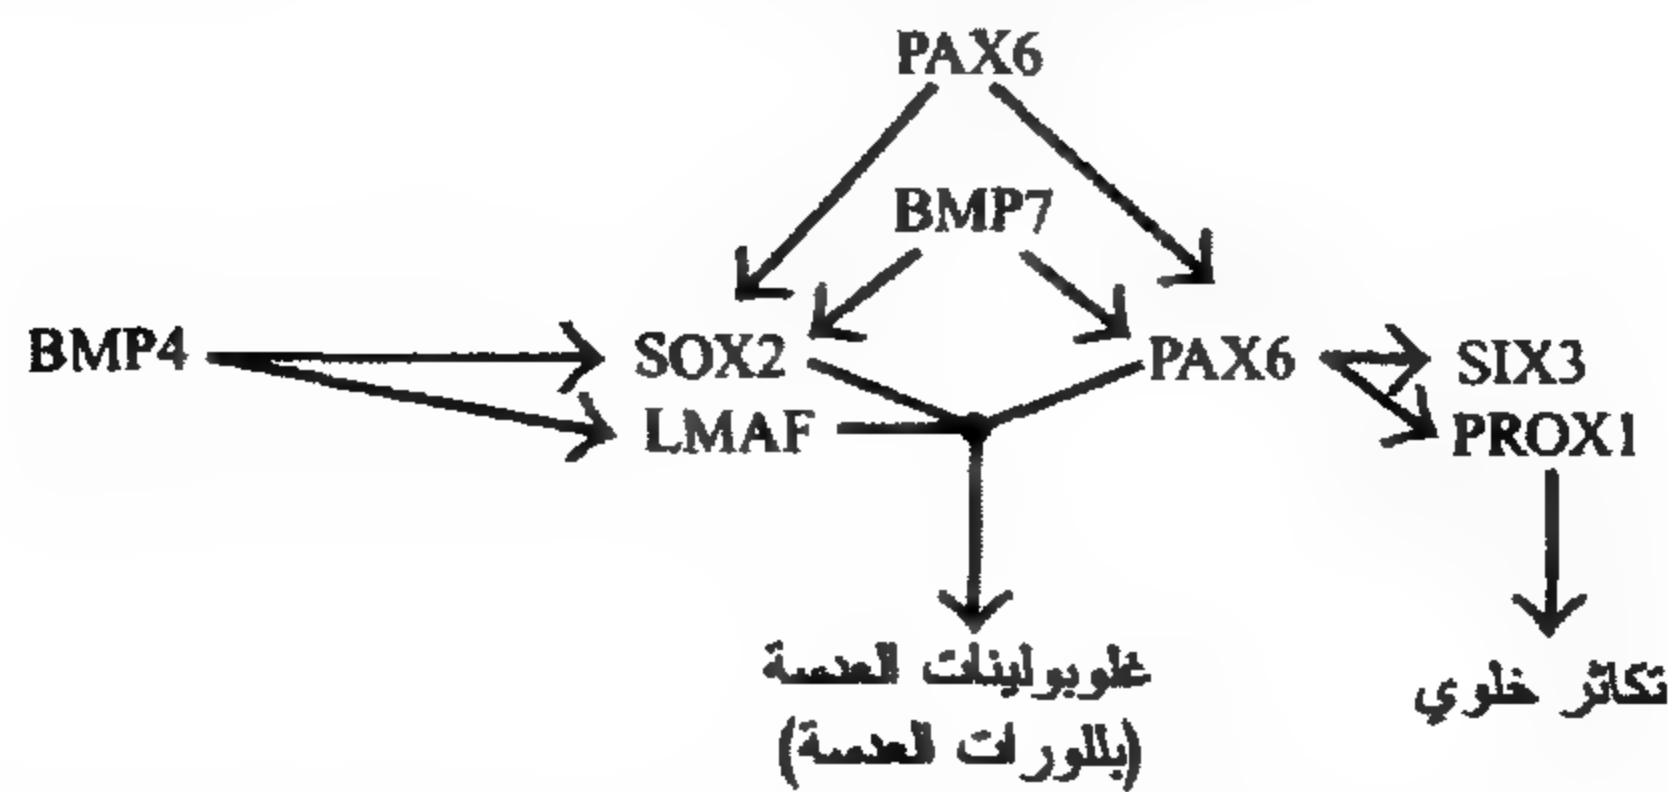 PAX6
BMP7
BMP4
SOX2
PAX6
SIX3
LMAF
PROX1
غلوبولينات العدسة
(بللورات العدسة)
تكاثر خلوي